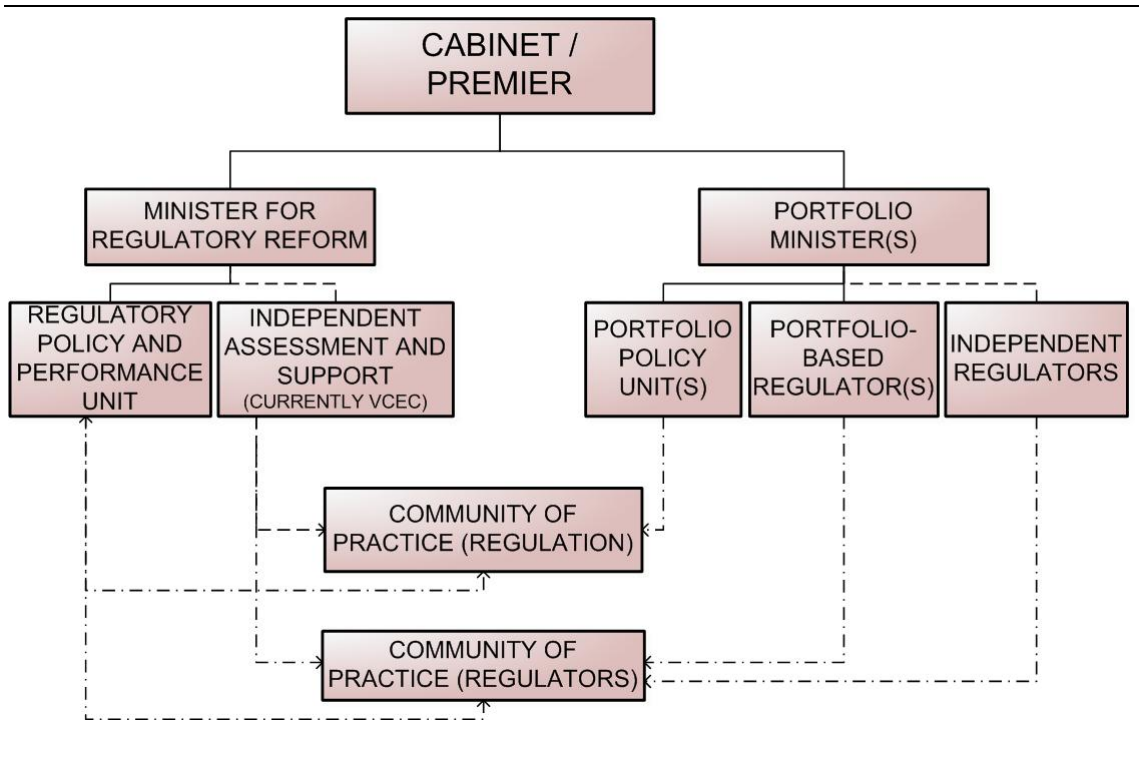 CABINET /
PREMIER
MINISTER FOR
REGULATORY REFORM
PORTFOLIO
MINISTER(S)
REGULATORY
POLICY AND
PERFORMANCE
UNIT
INDEPENDENT
ASSESSMENT AND
SUPPORT
(CURRENTLY VCEC)
PORTFOLIO
POLICY
UNIT(S)
PORTFOLIO-
BASED
REGULATOR(S)
INDEPENDENT
REGULATORS
COMMUNITY OF
PRACTICE (REGULATION)
COMMUNITY OF
PRACTICE (REGULATORS)